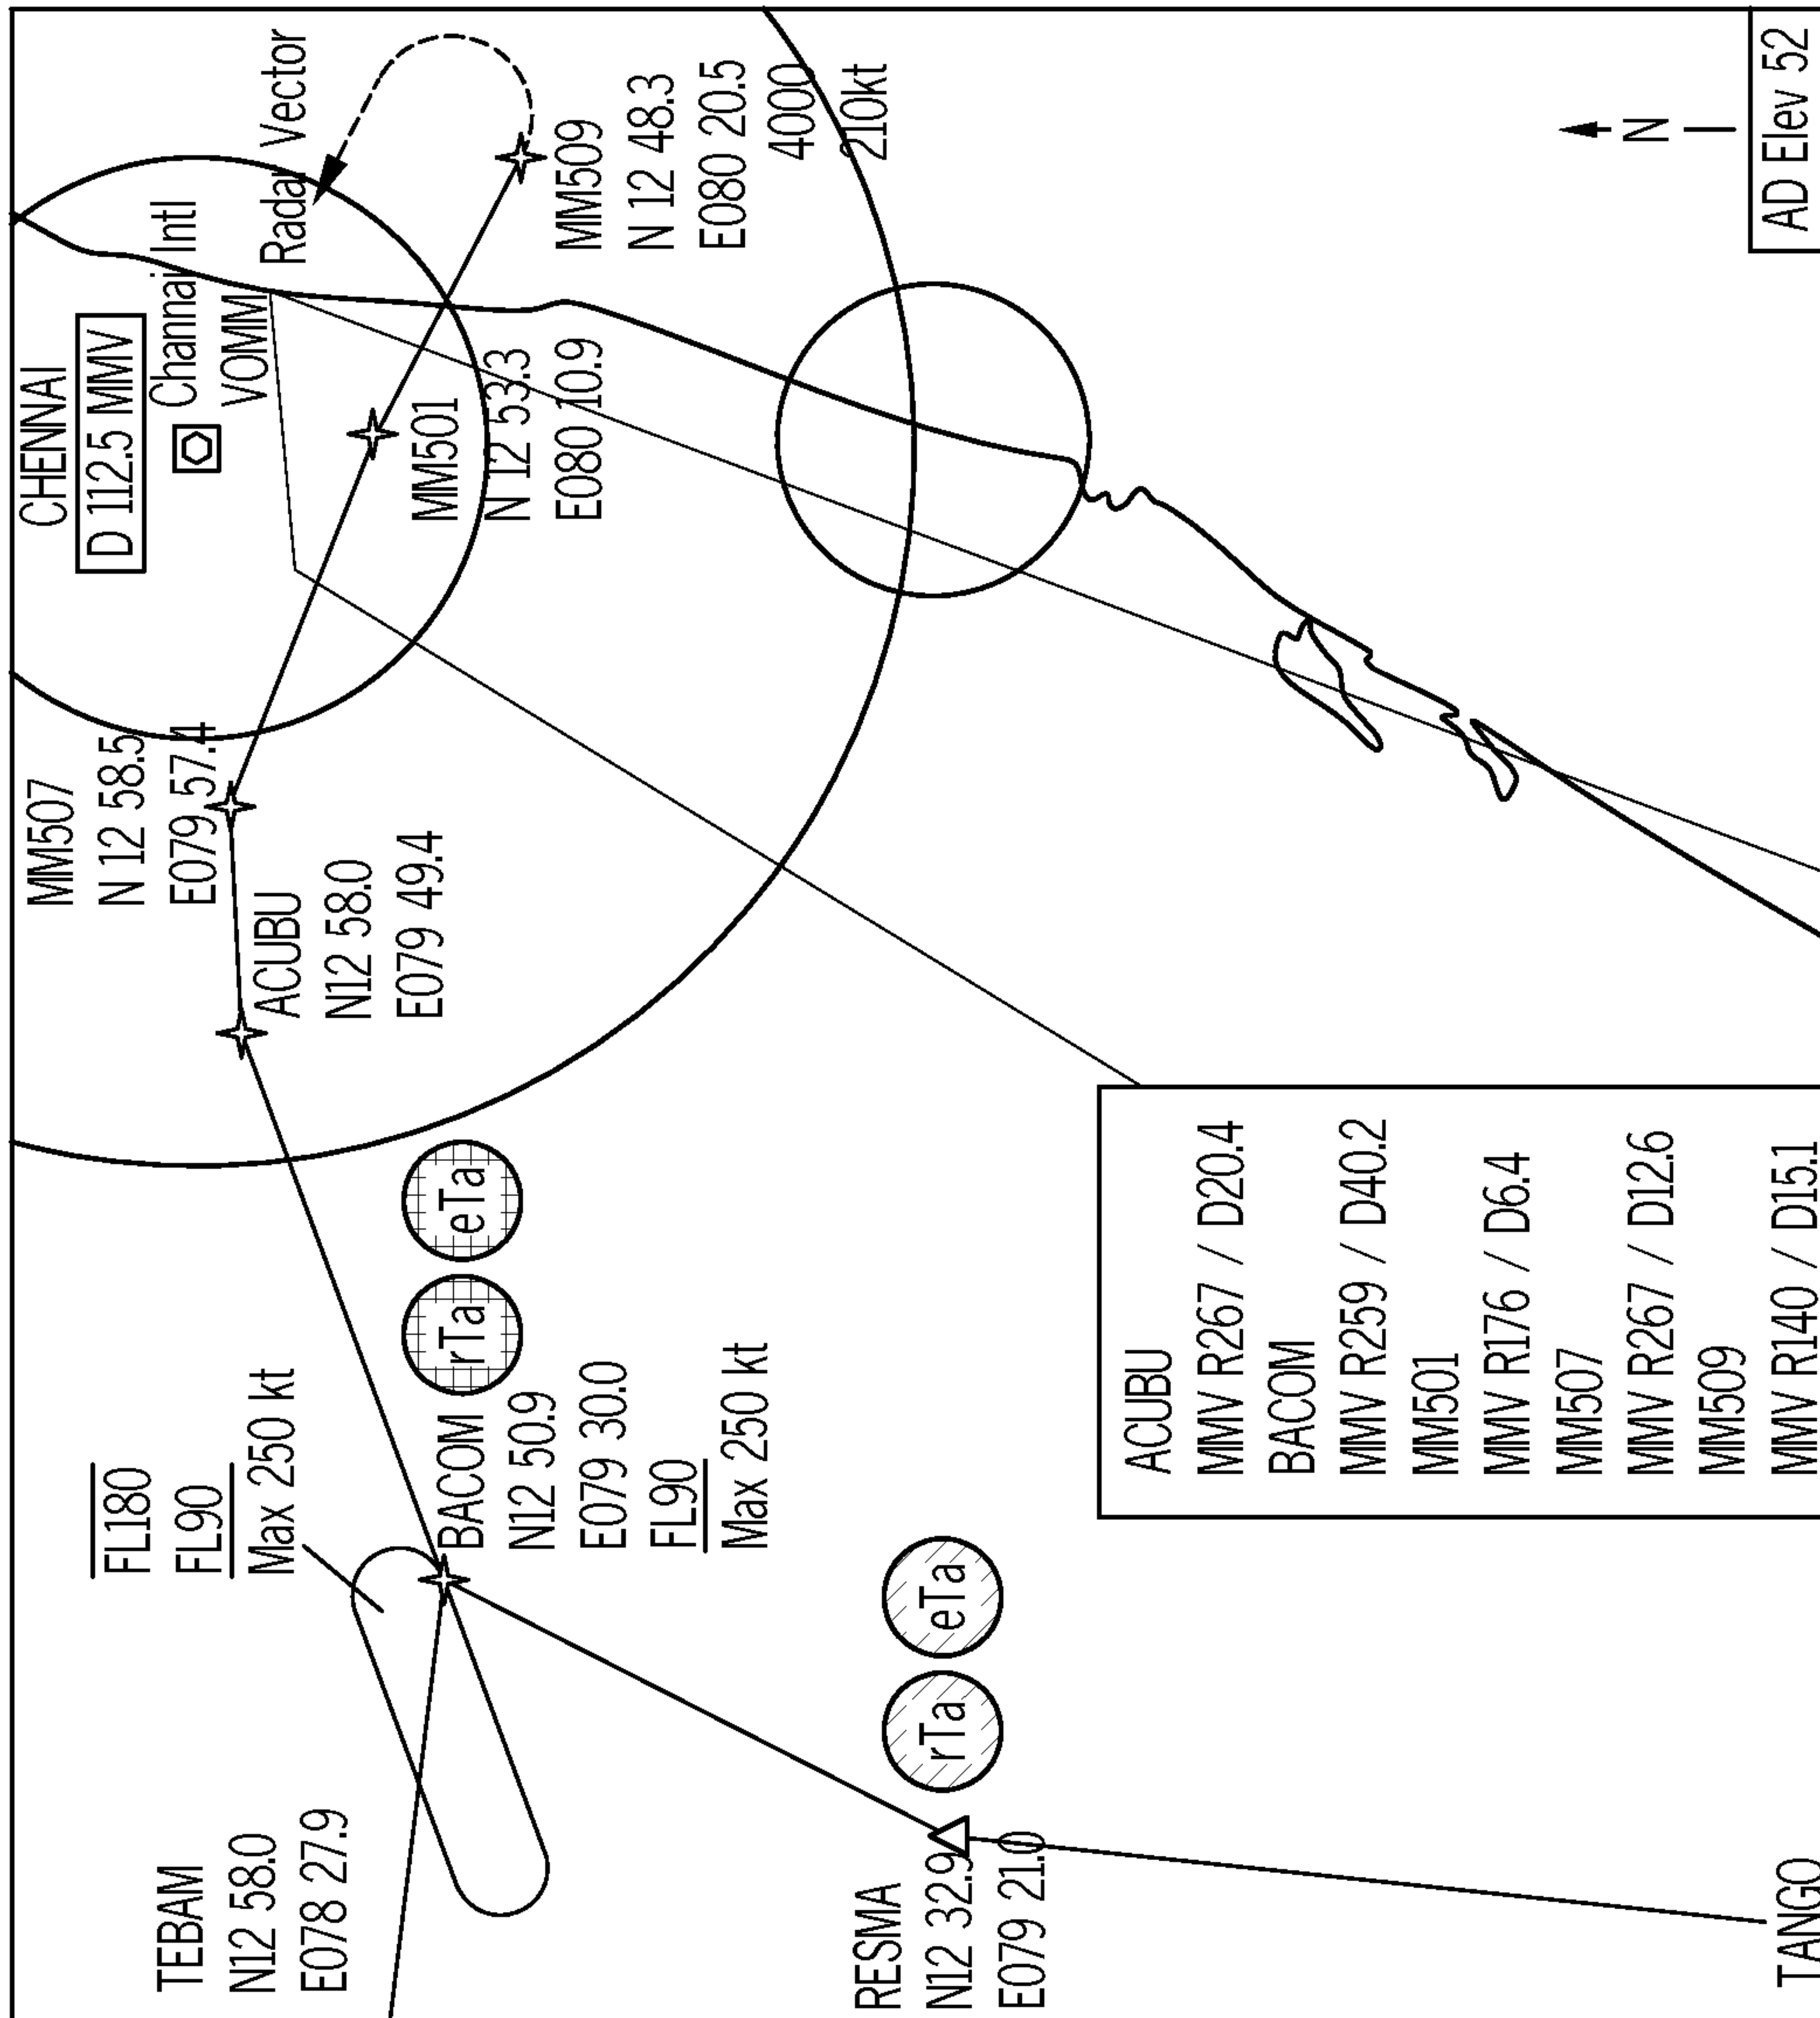 CHENNAI
D 112.5 MMV
Channai Intl
VOMM
Radar Vector
MM507
N 12 58.5
E079 57.4
ACUBU
N12 58.0
E079 49.4
MM501
N 12 53.3
E080 10.9
MM509
N 12 48.3
E080 20.5
4000
210kt
FL180
FL90
Max 250 kt
BACOM
N12 50.9
E079 30.0
FL90
Max 250 kt
rTa
eTa
TEBAM
N12 58.0
E078 27.9
RESMA
N12 32.9
E079 21.0
rTa
eTa
TANGO
ACUBU
MMV R267 / D20.4
BACOM
MMV R259 / D40.2
MM501
MMV R176 / D6.4
MM507
MMV R267 / D12.6
MM509
MMV R140 / D15.1
N
AD Elev 52